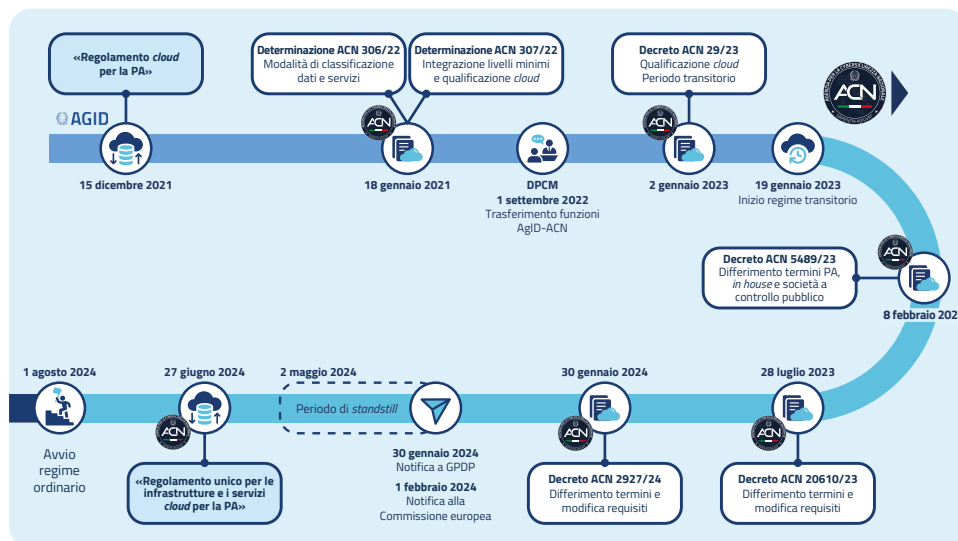 «Regolamento cloud
per la PA»
Determinazione ACN 306/22
Modalità di classificazione
dati e servizi
Determinazione ACN 307/22
Integrazione livelli minimi
e qualificazione cloud
Decreto ACN 29/23
Qualificazione cloud
Periodo transitorio
ACN
AGID
ACN
ACN
15 dicembre 2021
18 gennaio 2021
DPCM
1 settembre 2022
Trasferimento funzioni
AgID-ACN
2 gennaio 2023
19 gennaio 2023
Inizio regime transitorio
ACN
Decreto ACN 5489/23
Differimento termini PA,
in house e società a
controllo pubblico
8 febbraio 202
1 agosto 2024
27 giugno 2024
2 maggio 2024
30 gennaio 2024
28 luglio 2023
Periodo di standstill
ACN
ACN
ACN
Avvio
regime
ordinario
«Regolamento unico per le
infrastrutture e i servizi
cloud per la PA»
30 gennaio 2024
Notifica a GPDP
1 febbraio 2024
Notifica alla
Commissione europea
Decreto ACN 2927/24
Differimento termini e
modifica requisiti
Decreto ACN 20610/23
Differimento termini e
modifica requisiti